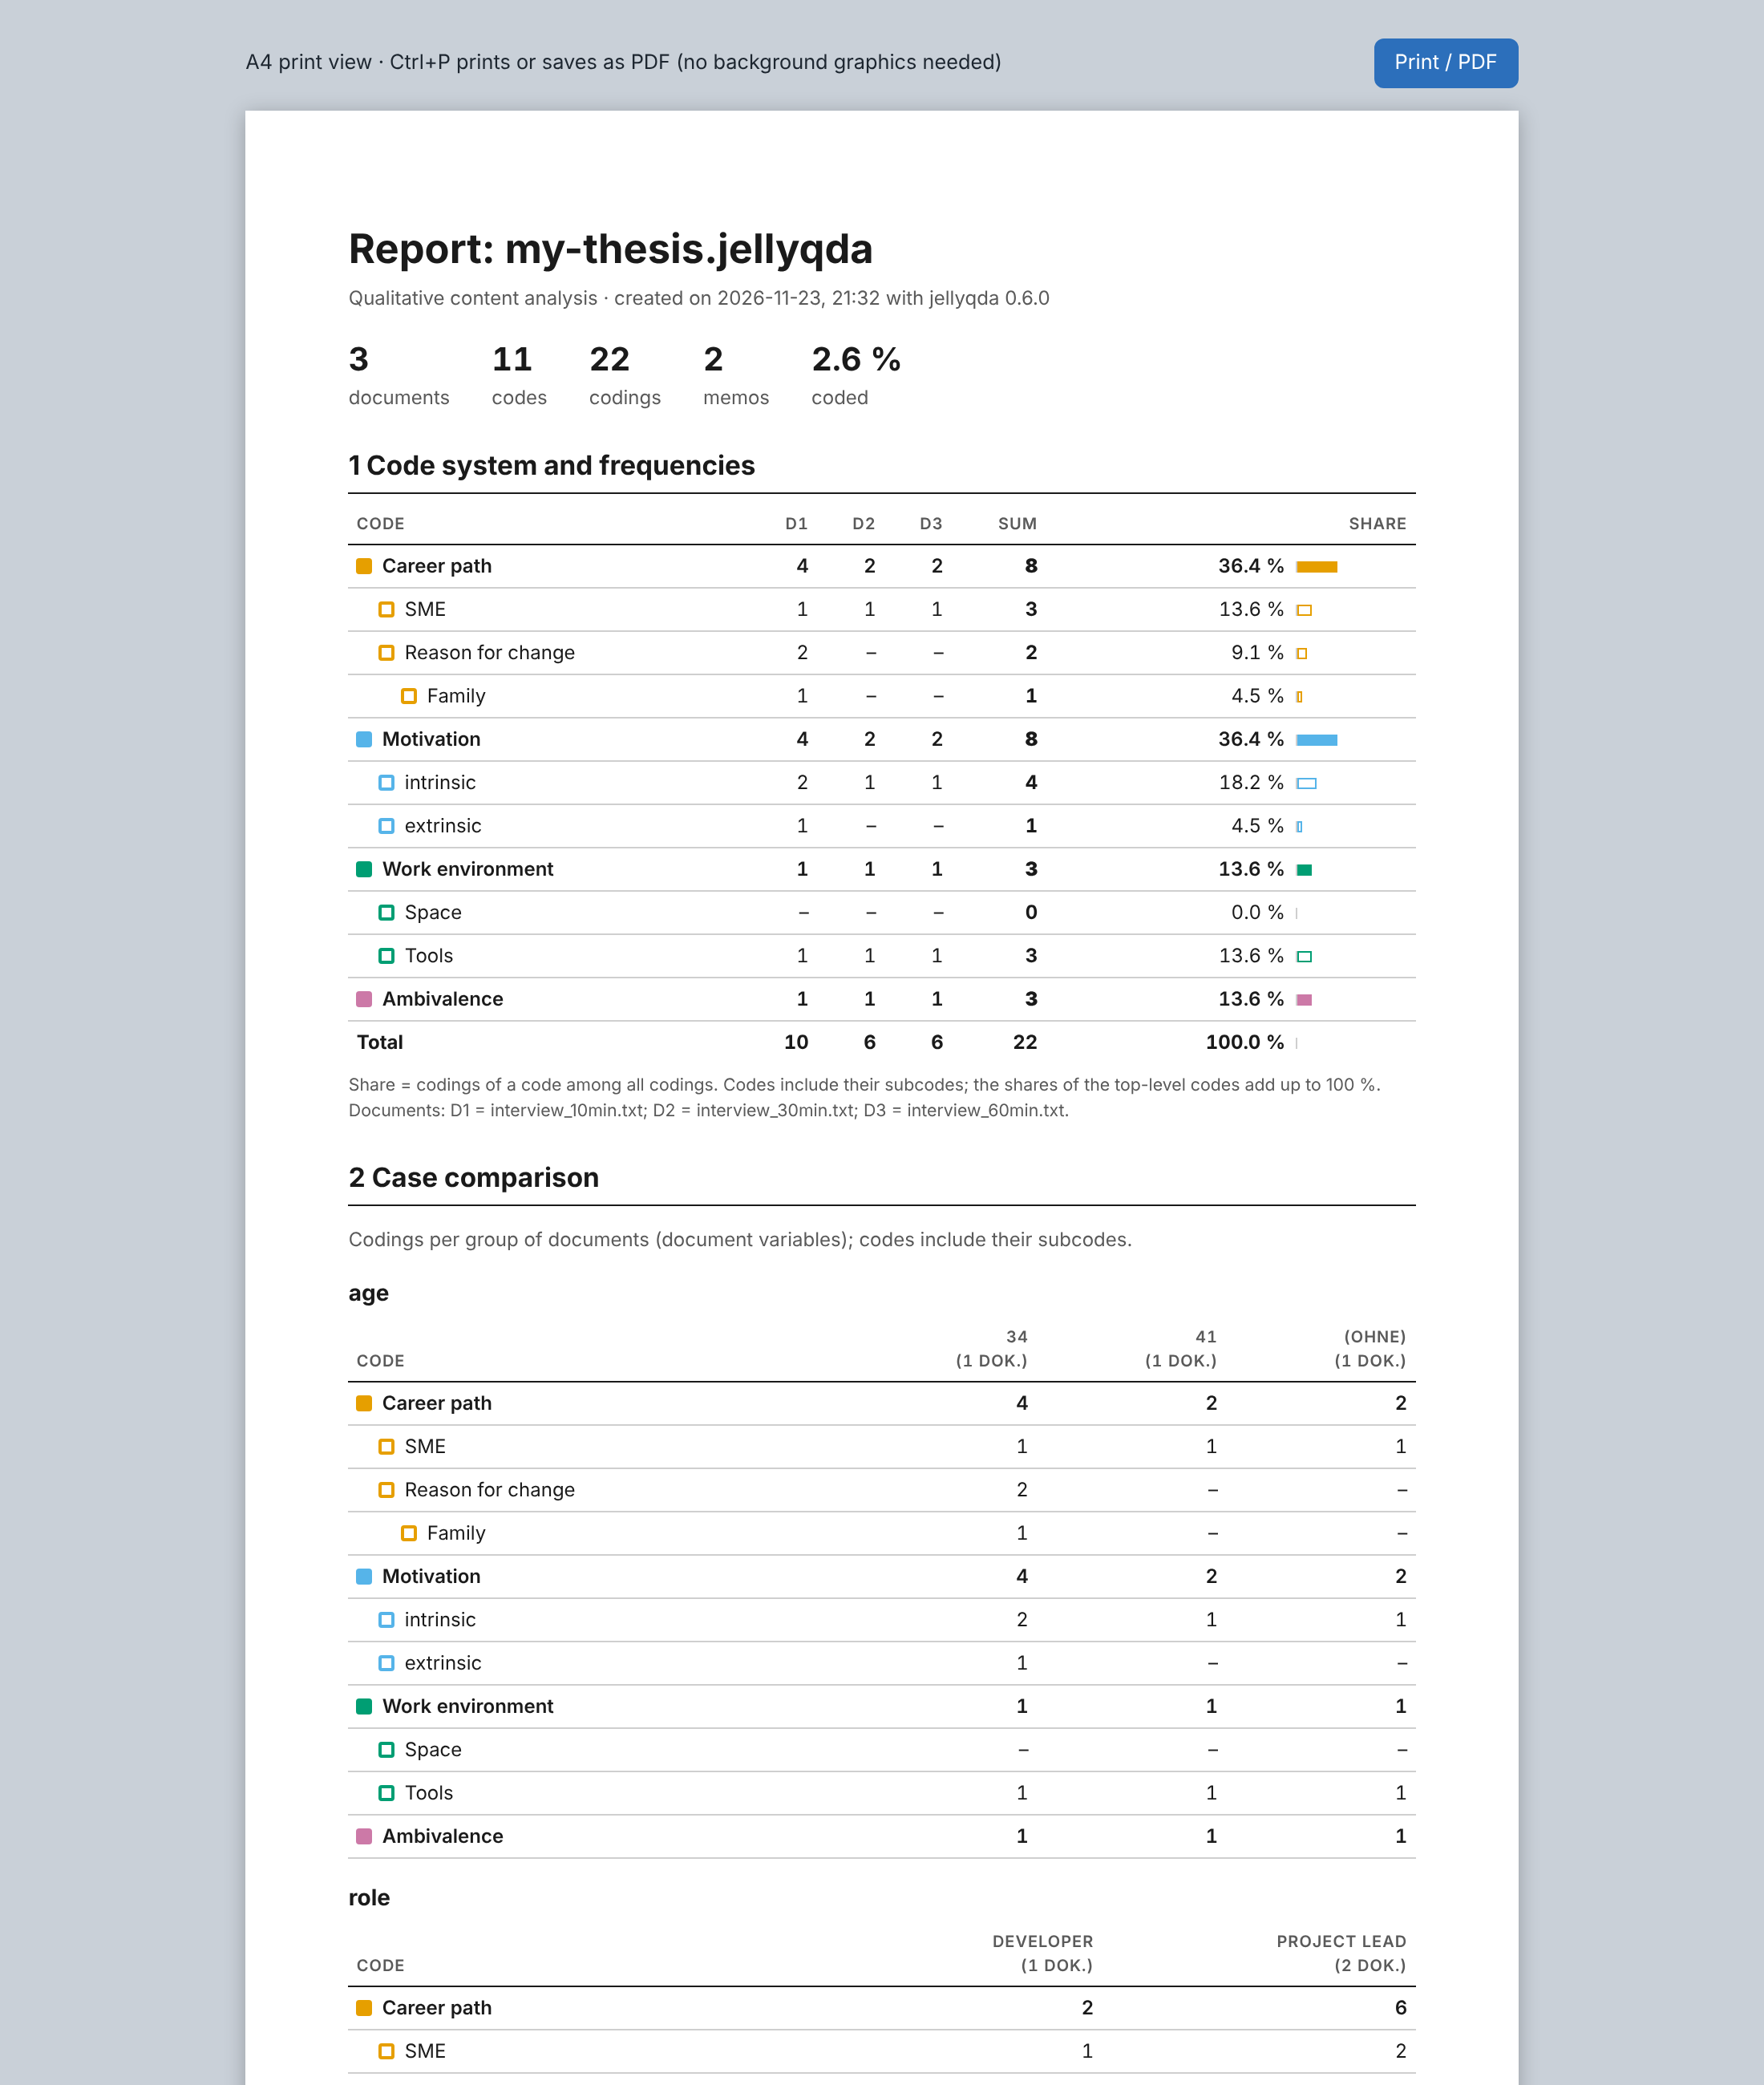 A4 print view · Ctrl+P prints or saves as PDF (no background graphics needed)
Print / PDF
Report: my-thesis.jellyqda
Qualitative content analysis · created on 2026-11-23, 21:32 with jellyqda 0.6.0
3 11 22 2 2.6 %
documents codes codings memos coded
1 Code system and frequencies
CODE D1 D2 D3 SUM SHARE
Career path 4 2 2 8 36.4 %
SME 1 1 1 3 13.6 %
Reason for change 2 – – 2 9.1 %
Family 1 – – 1 4.5 %
Motivation 4 2 2 8 36.4 %
intrinsic 2 1 1 4 18.2 %
extrinsic 1 – – 1 4.5 %
Work environment 1 1 1 3 13.6 %
Space – – – 0 0.0 %
Tools 1 1 1 3 13.6 %
Ambivalence 1 1 1 3 13.6 %
Total 10 6 6 22 100.0 %
Share = codings of a code among all codings. Codes include their subcodes; the shares of the top-level codes add up to 100 %.
Documents: D1 = interview_10min.txt; D2 = interview_30min.txt; D3 = interview_60min.txt.
2 Case comparison
Codings per group of documents (document variables); codes include their subcodes.
age
34 41 (OHNE)
CODE (1 DOK.) (1 DOK.) (1 DOK.)
Career path 4 2 2
SME 1 1 1
Reason for change 2 – –
Family 1 – –
Motivation 4 2 2
intrinsic 2 1 1
extrinsic 1 – –
Work environment 1 1 1
Space – – –
Tools 1 1 1
Ambivalence 1 1 1
role
DEVELOPER PROJECT LEAD
CODE (1 DOK.) (2 DOK.)
Career path 2 6
SME 1 2